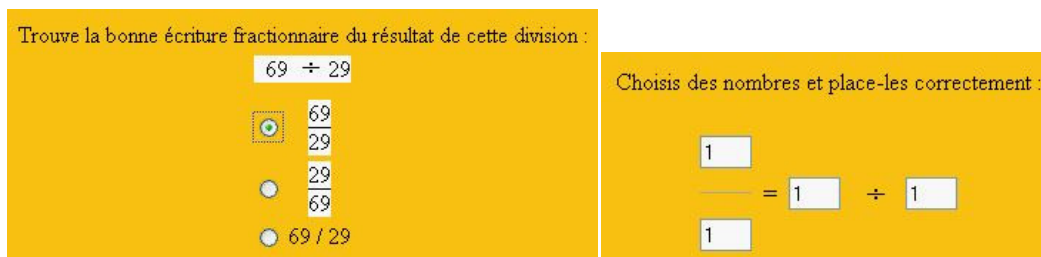 Trouve la bonne écriture fractionnaire du résultat de cette division :
69 ÷ 29
69
29
29
69
69 / 29
Choisis des nombres et place-les correctement :
1
= 1 ÷ 1
1